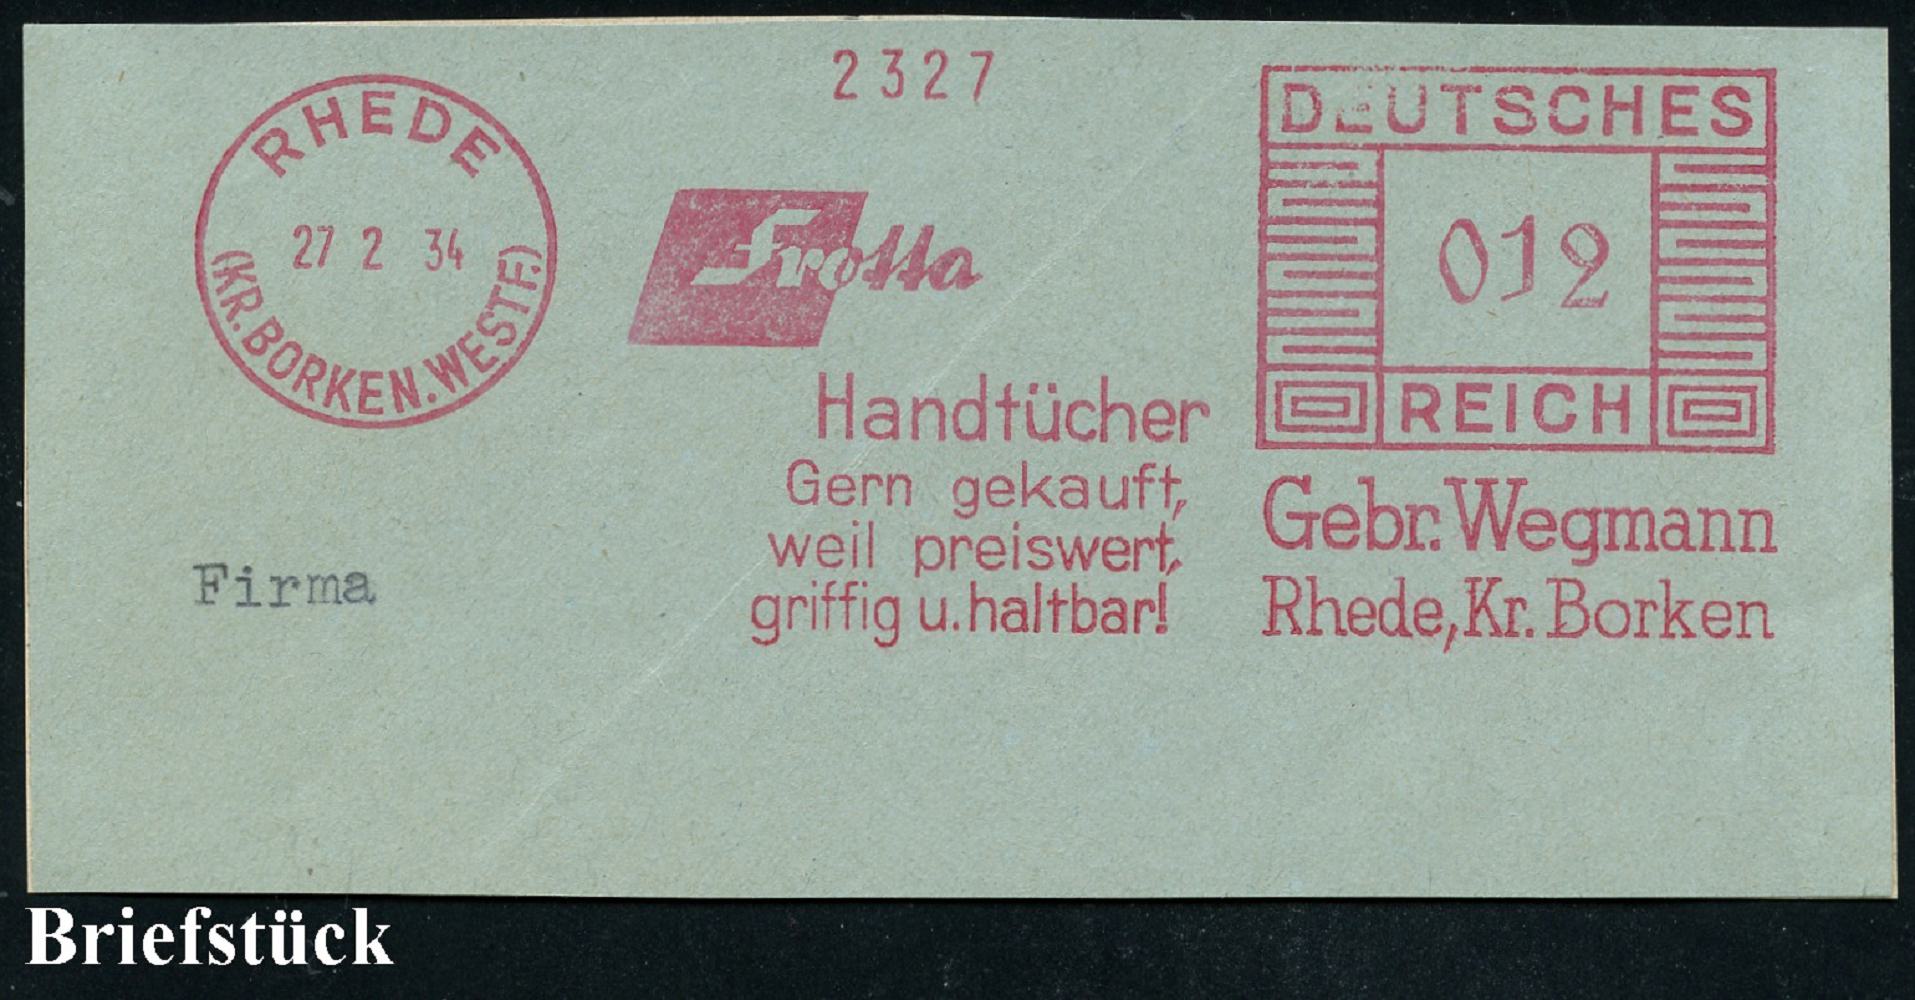 2327
RHEDE
27 2 34
(KR. BORKEN. WESTF.)
Frotta
Handtücher
Gern gekauft,
weil preiswert,
griffig u. haltbar!
DEUTSCHES
012
REICH
Gebr. Wegmann
Rhede, Kr. Borken
Firma
Briefstück